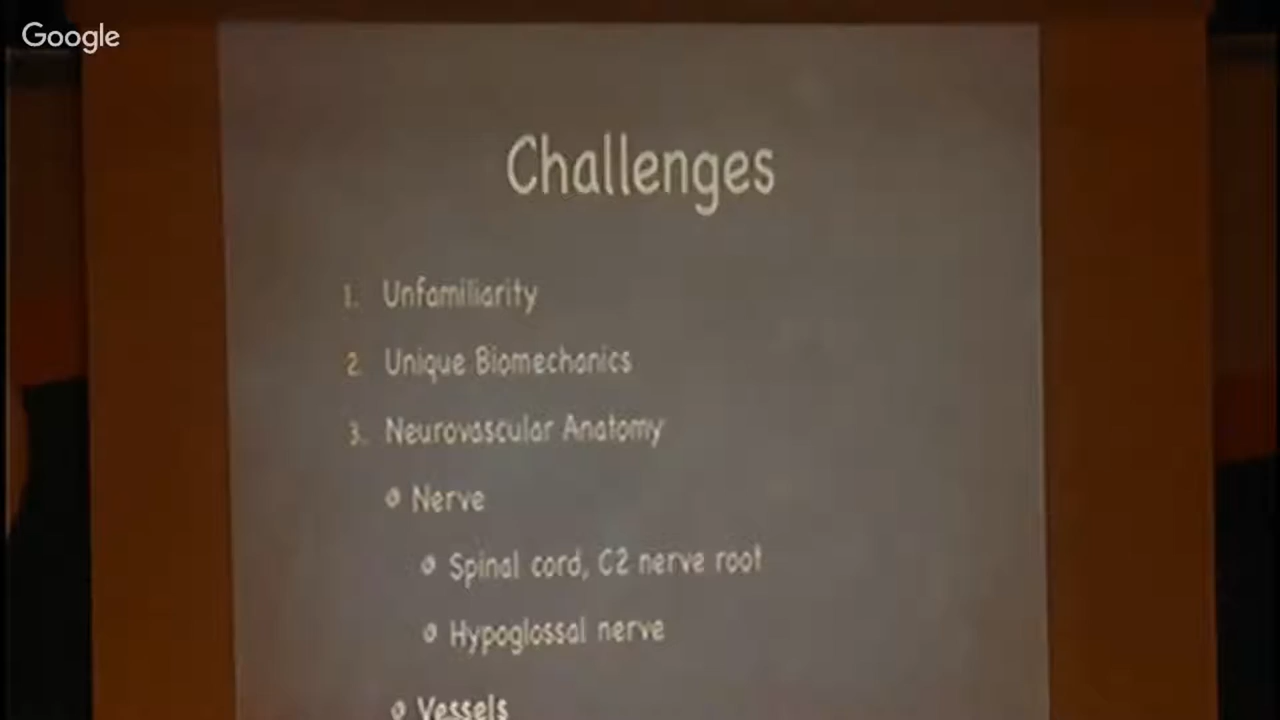 Google
Challenges
1. Unfamiliarity
2. Unique Biomechanics
3. Neurovascular Anatomy
Nerve
Spinal cord, C2 nerve root
Hypoglossal nerve
Vessels